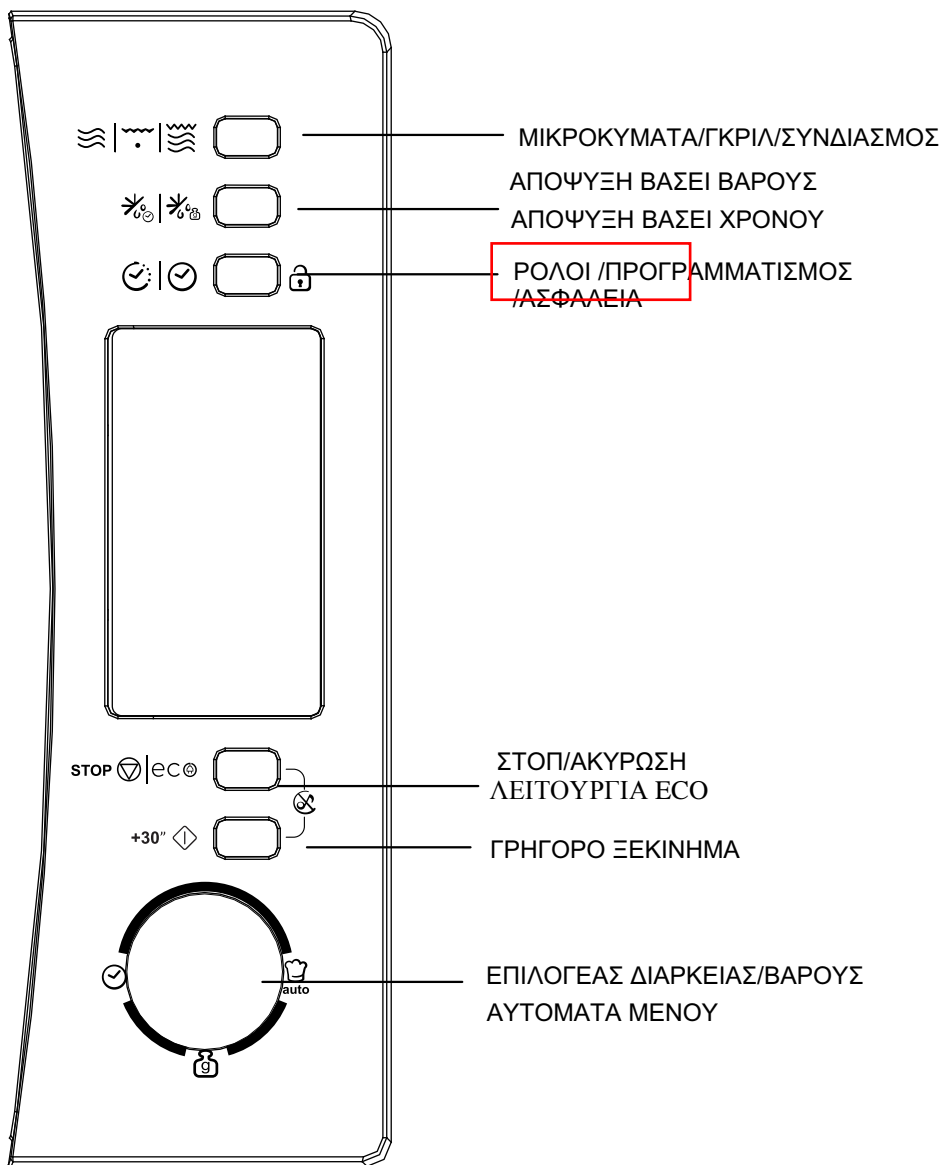 ΜΙΚΡΟΚΥΜΑΤΑ/ΓΚΡΙΛ/ΣΥΝΔΙΑΣΜΟΣ
ΑΠΟΨΥΞΗ ΒΑΣΕΙ ΒΑΡΟΥΣ
ΑΠΟΨΥΞΗ ΒΑΣΕΙ ΧΡΟΝΟΥ
ΡΟΛΟΙ /ΠΡΟΓΡΑΜΜΑΤΙΣΜΟΣ
/ΑΣΦΑΛΕΙΑ
STOP eco
ΣΤΟΠ/ΑΚΥΡΩΣΗ
ΛΕΙΤΟΥΡΓΙΑ ECO
+30"
ΓΡΗΓΟΡΟ ΞΕΚΙΝΗΜΑ
auto
ΕΠΙΛΟΓΕΑΣ ΔΙΑΡΚΕΙΑΣ/ΒΑΡΟΥΣ
ΑΥΤΟΜΑΤΑ ΜΕΝΟΥ
g